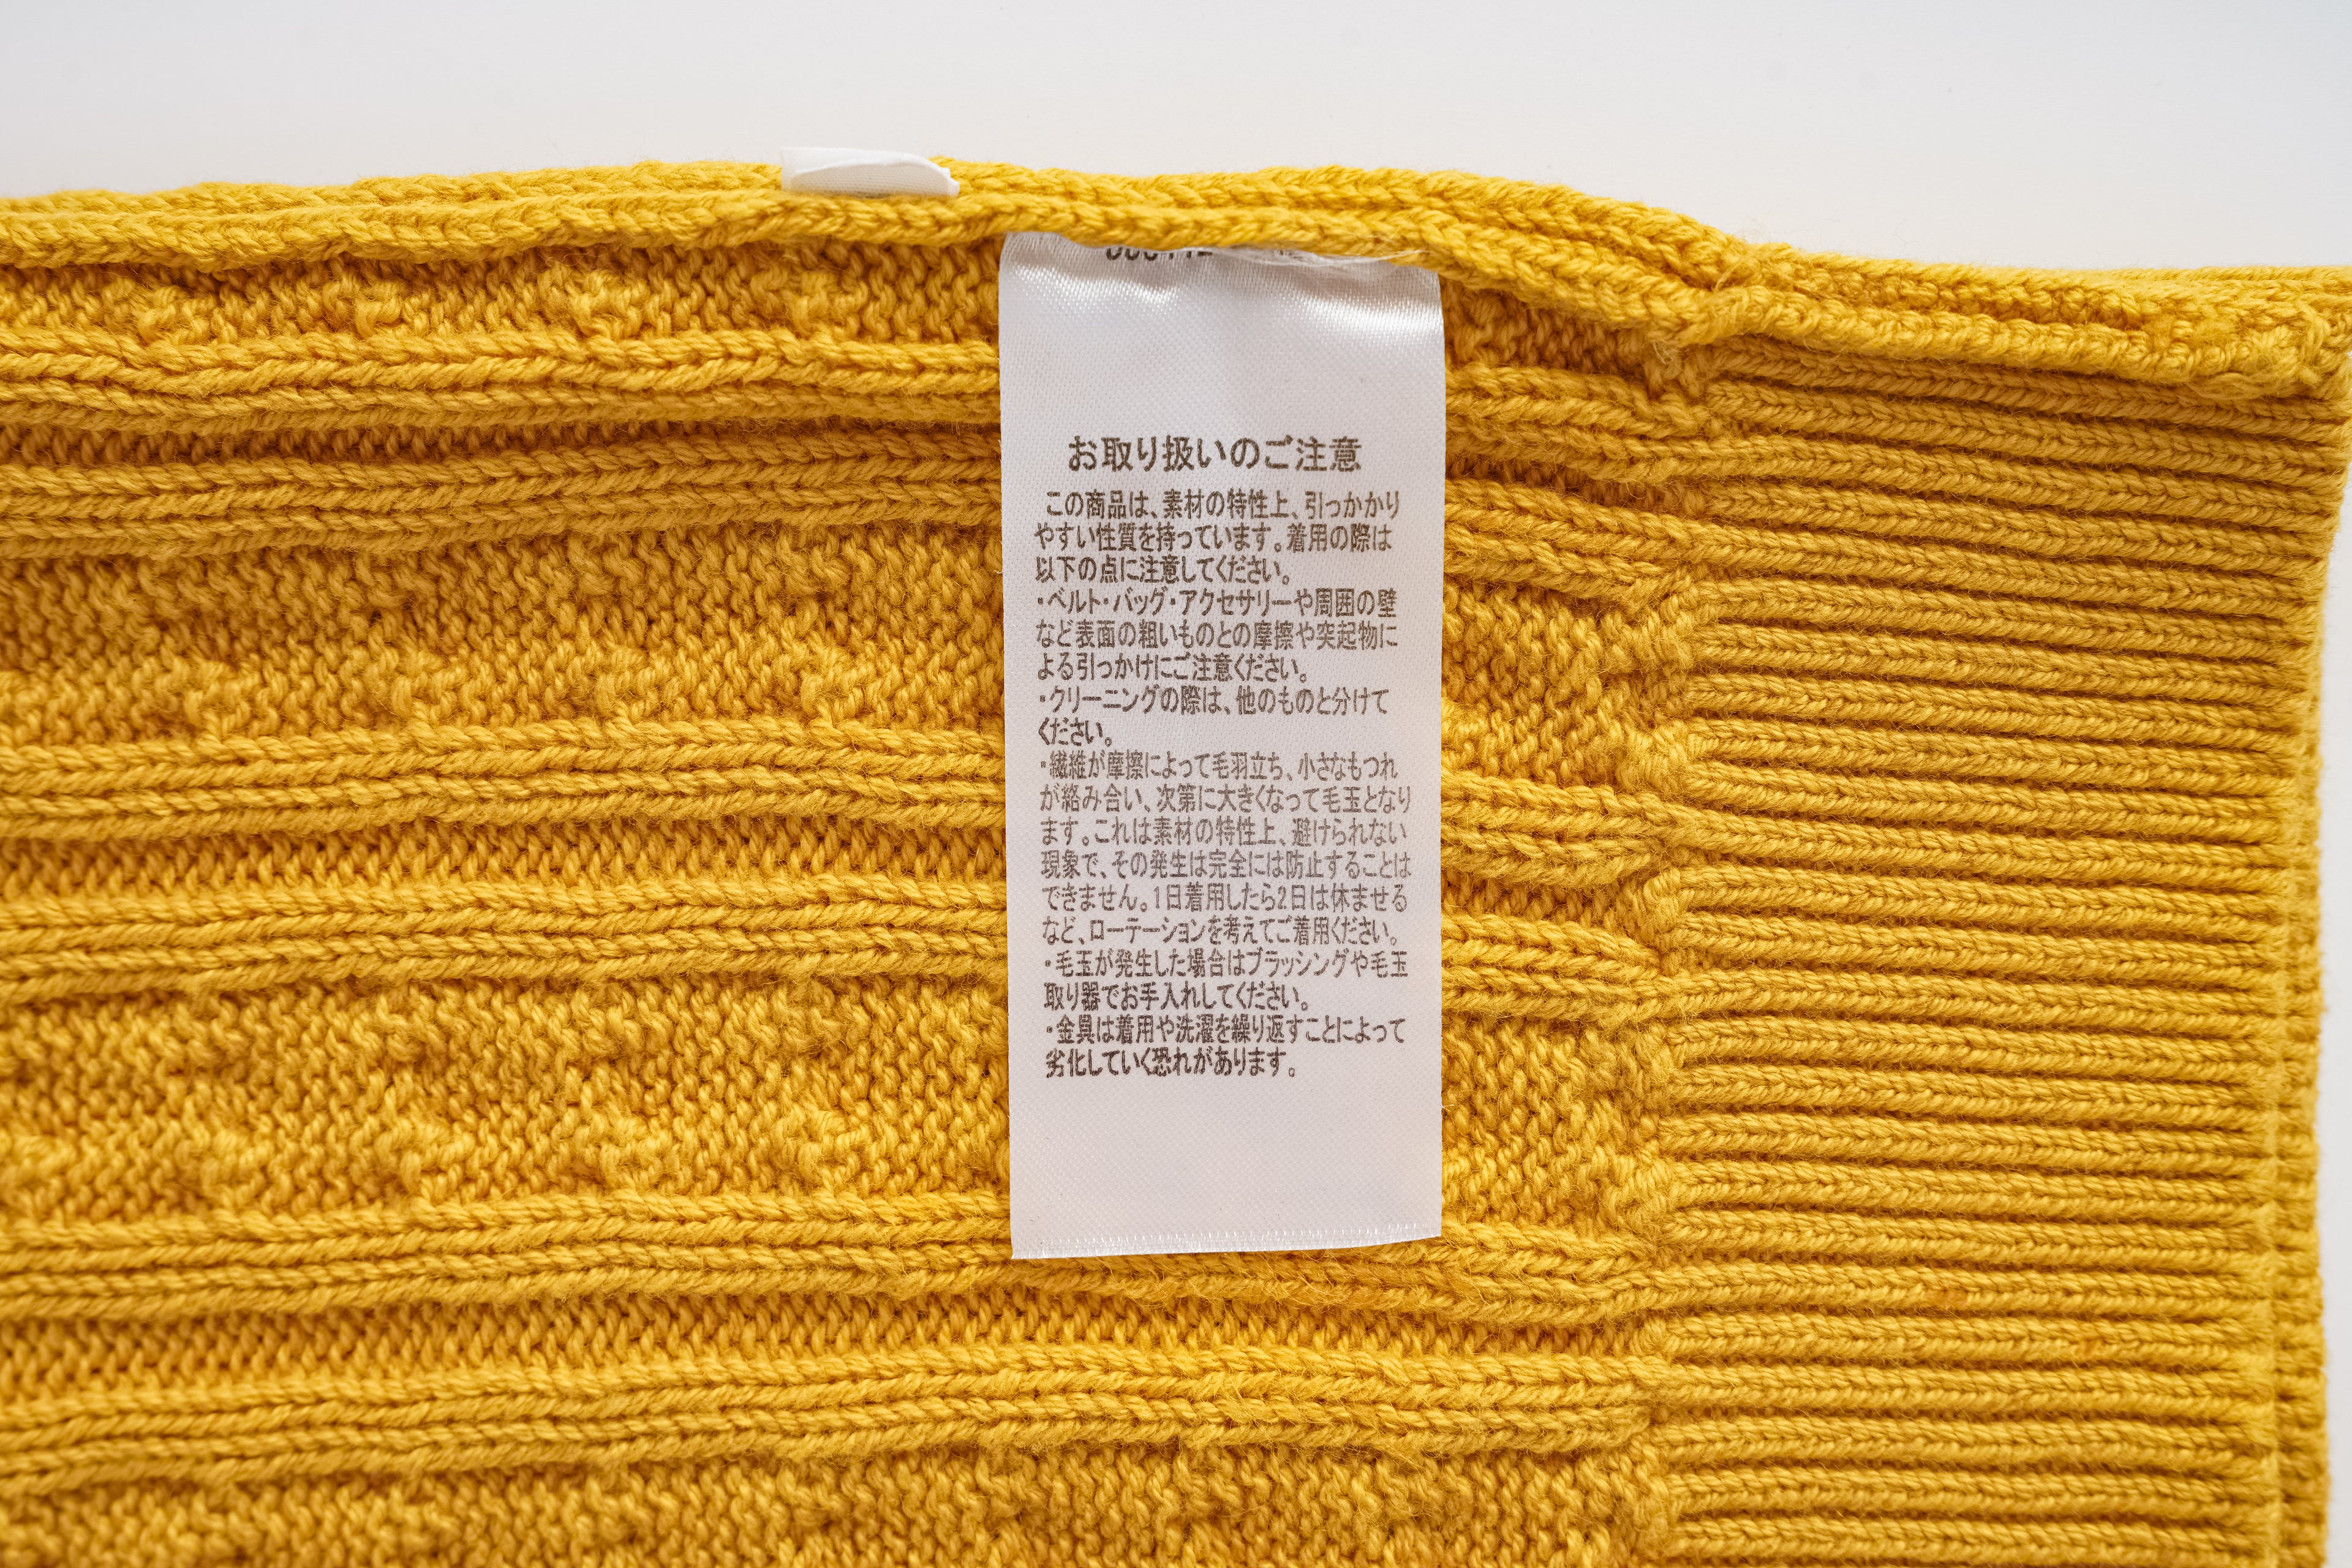 お取り扱いのご注意
この商品は、素材の特性上、引っかかり
やすい性質を持っています。着用の際は
以下の点に注意してください。
・ベルト・バッグ・アクセサリーや周囲の壁
など表面の粗いものとの摩擦や突起物に
よる引っかけにご注意ください。
・クリーニングの際は、他のものと分けて
ください。
・繊維が摩擦によって毛羽立ち、小さなもつれ
が絡み合い、次第に大きくなって毛玉となり
ます。これは素材の特性上、避けられない
現象で、その発生は完全には防止することは
できません。1日着用したら2日は休ませる
など、ローテーションを考えてご着用ください。
・毛玉が発生した場合はブラッシングや毛玉
取り器でお手入れしてください。
・金具は着用や洗濯を繰り返すことによって
劣化していく恐れがあります。